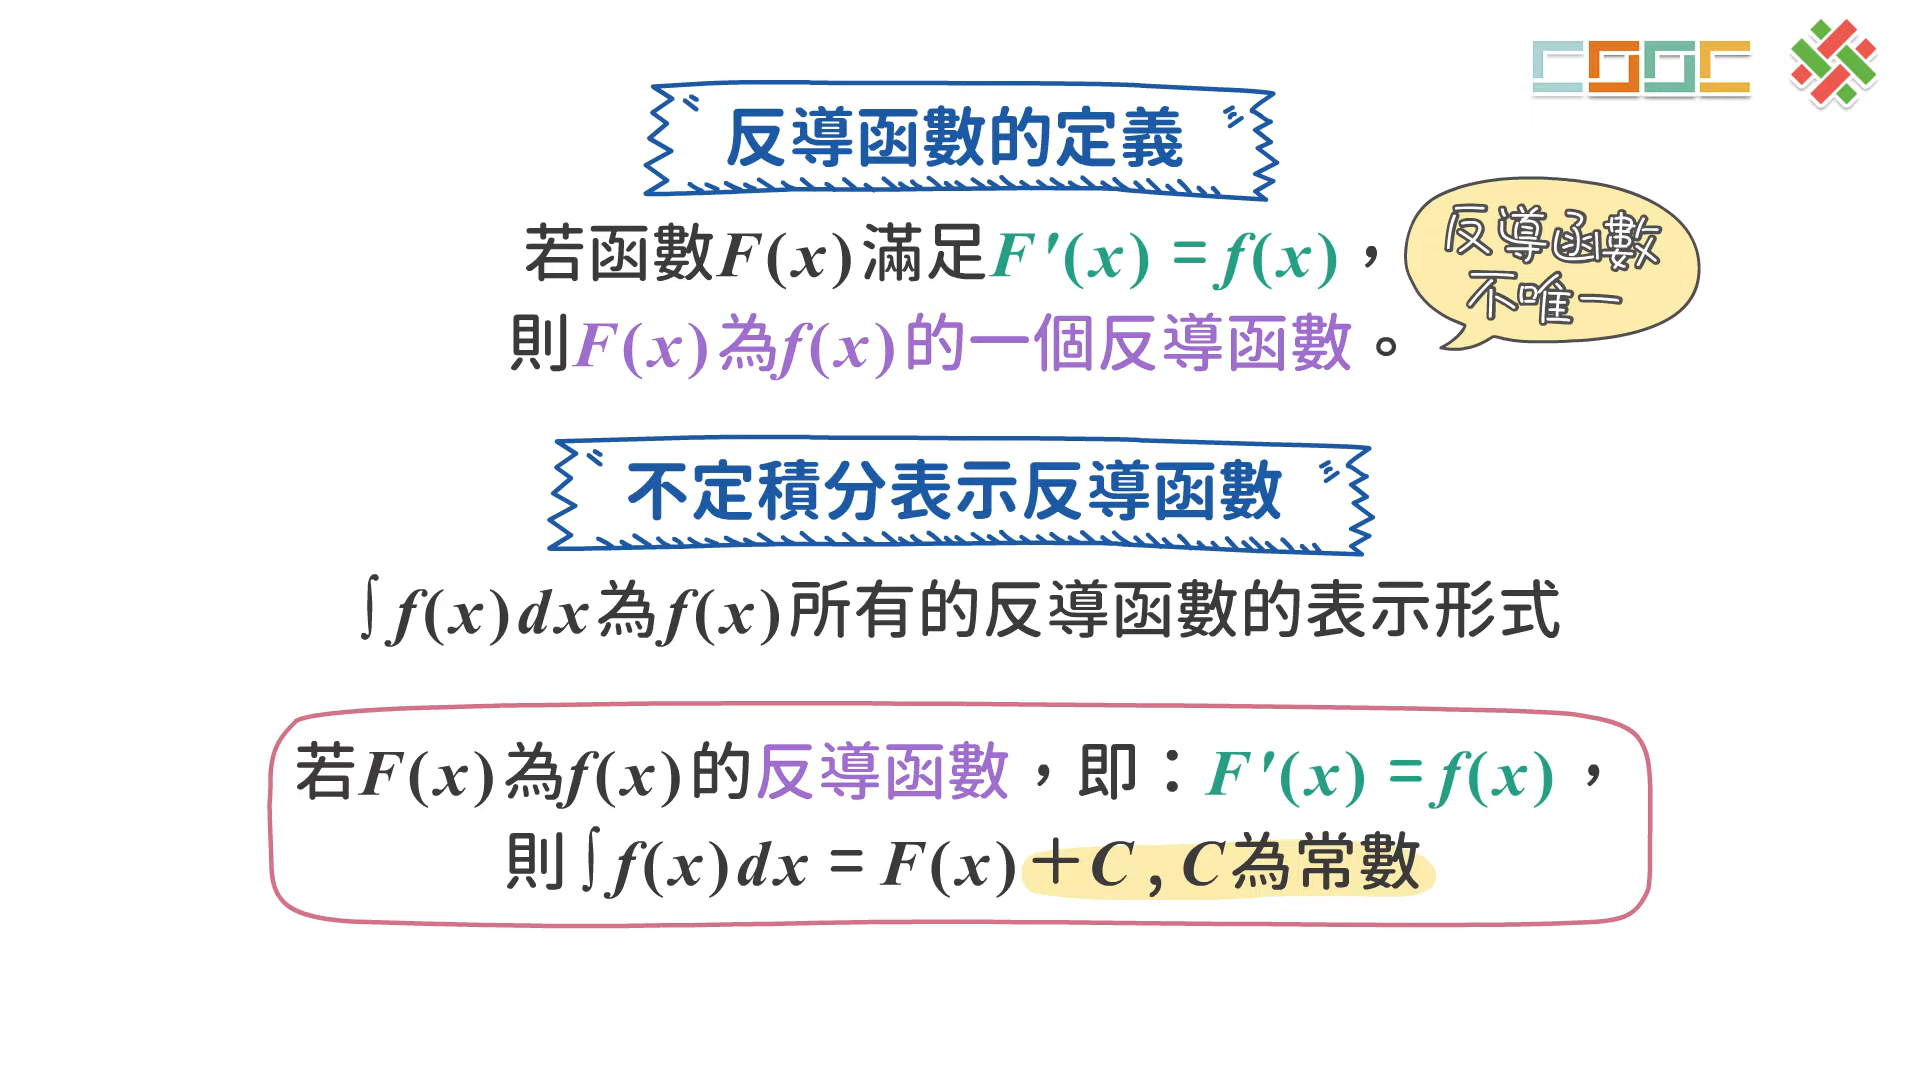 COOC
反導函數的定義
若函數F(x)滿足F'(x)=f(x),
則F(x)為f(x)的一個反導函數。
反導函數
不唯一
不定積分表示反導函數
∫f(x)dx為f(x)所有的反導函數的表示形式
若F(x)為f(x)的反導函數,即:F'(x)=f(x),
則∫f(x)dx=F(x)+C,C為常數